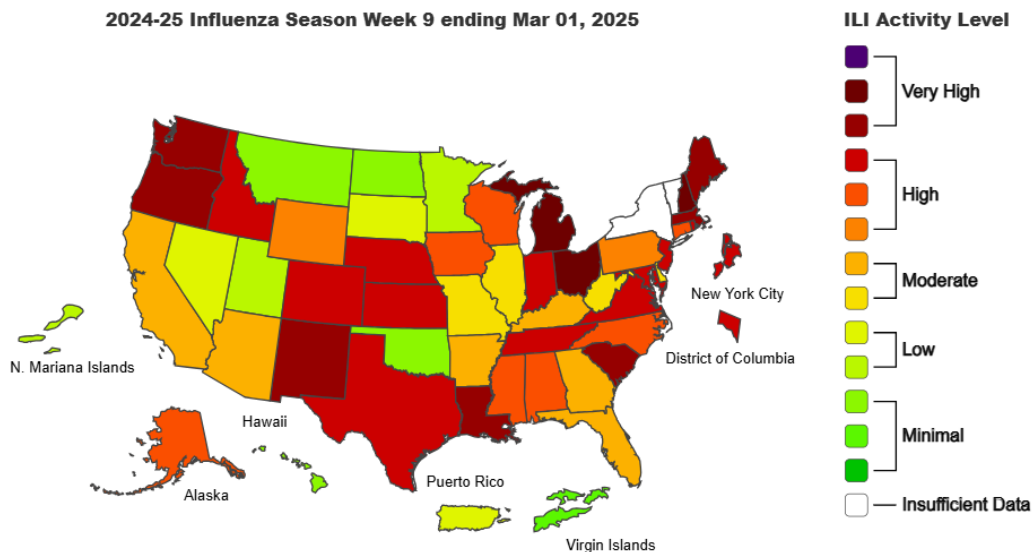 2024-25 Influenza Season Week 9 ending Mar 01, 2025
ILI Activity Level
Very High
High
Moderate
Low
Minimal
Insufficient Data
New York City
District of Columbia
N. Mariana Islands
Hawaii
Alaska
Puerto Rico
Virgin Islands